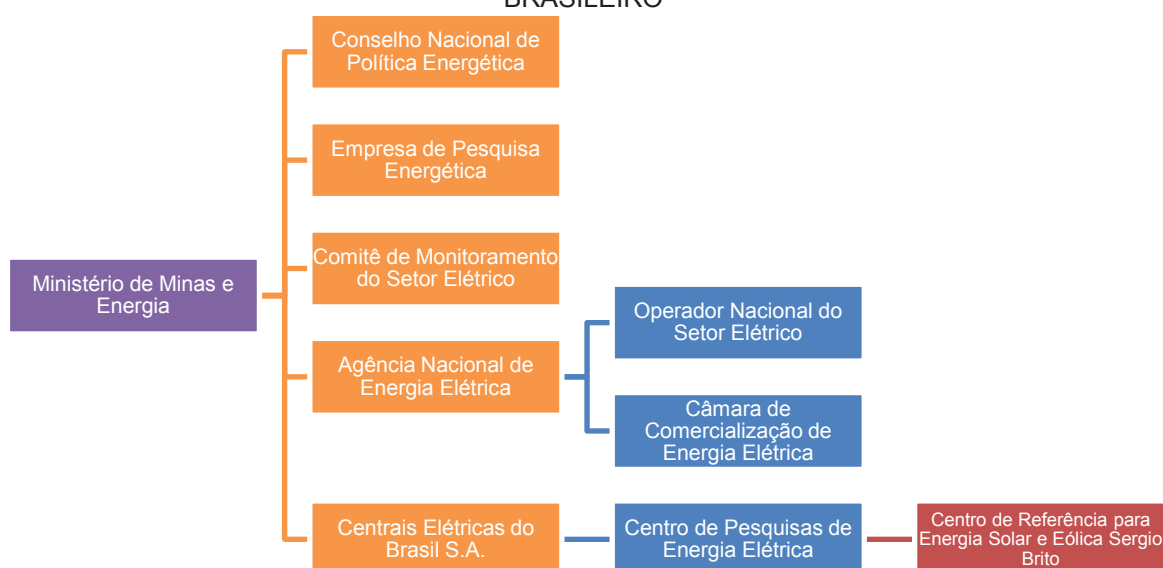 BRASILEIRO
Conselho Nacional de
Política Energética
Empresa de Pesquisa
Energética
Comitê de Monitoramento
do Setor Elétrico
Ministério de Minas e
Energia
Operador Nacional do
Setor Elétrico
Agência Nacional de
Energia Elétrica
Câmara de
Comercialização de
Energia Elétrica
Centrais Elétricas do
Brasil S.A.
Centro de Pesquisas de
Energia Elétrica
Centro de Referência para
Energia Solar e Eólica Sergio
Brito